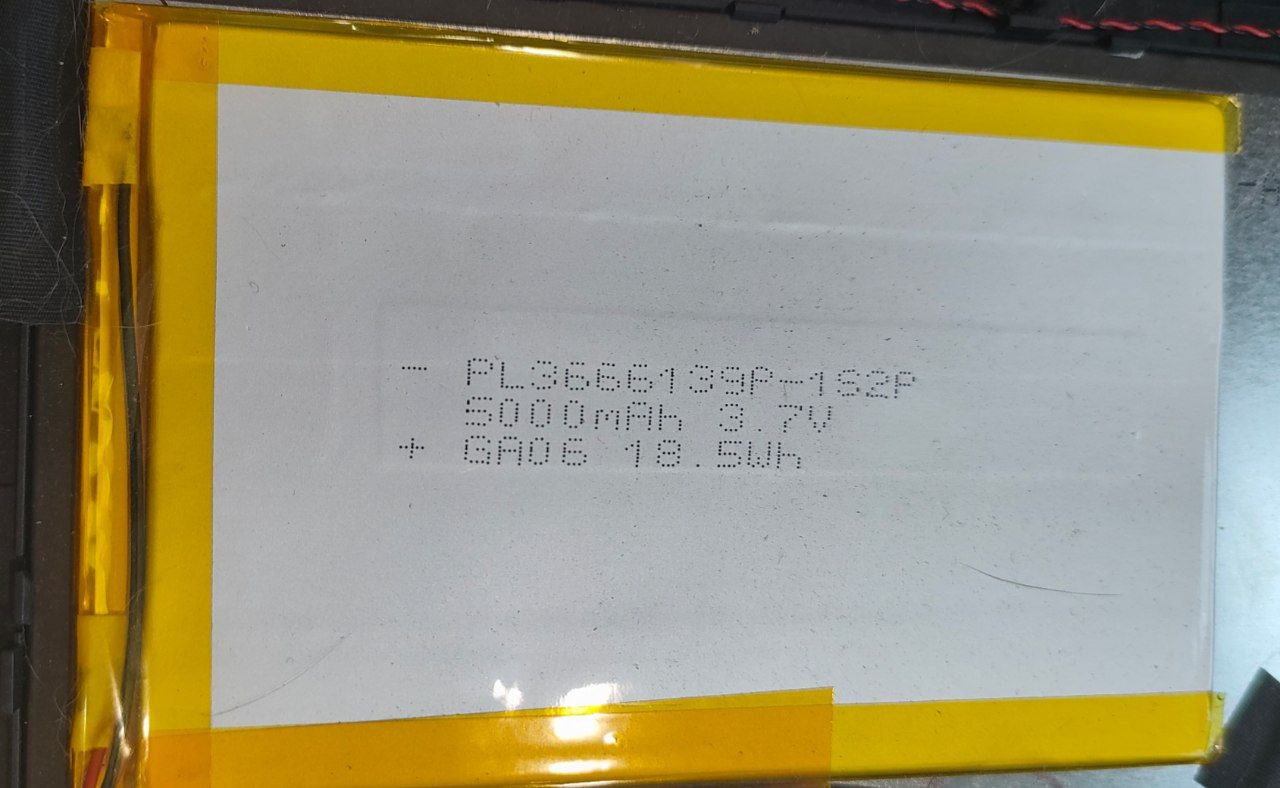 - PL3666139P-1S2P
5000mAh 3.7V
+ GA06 18.5Wh